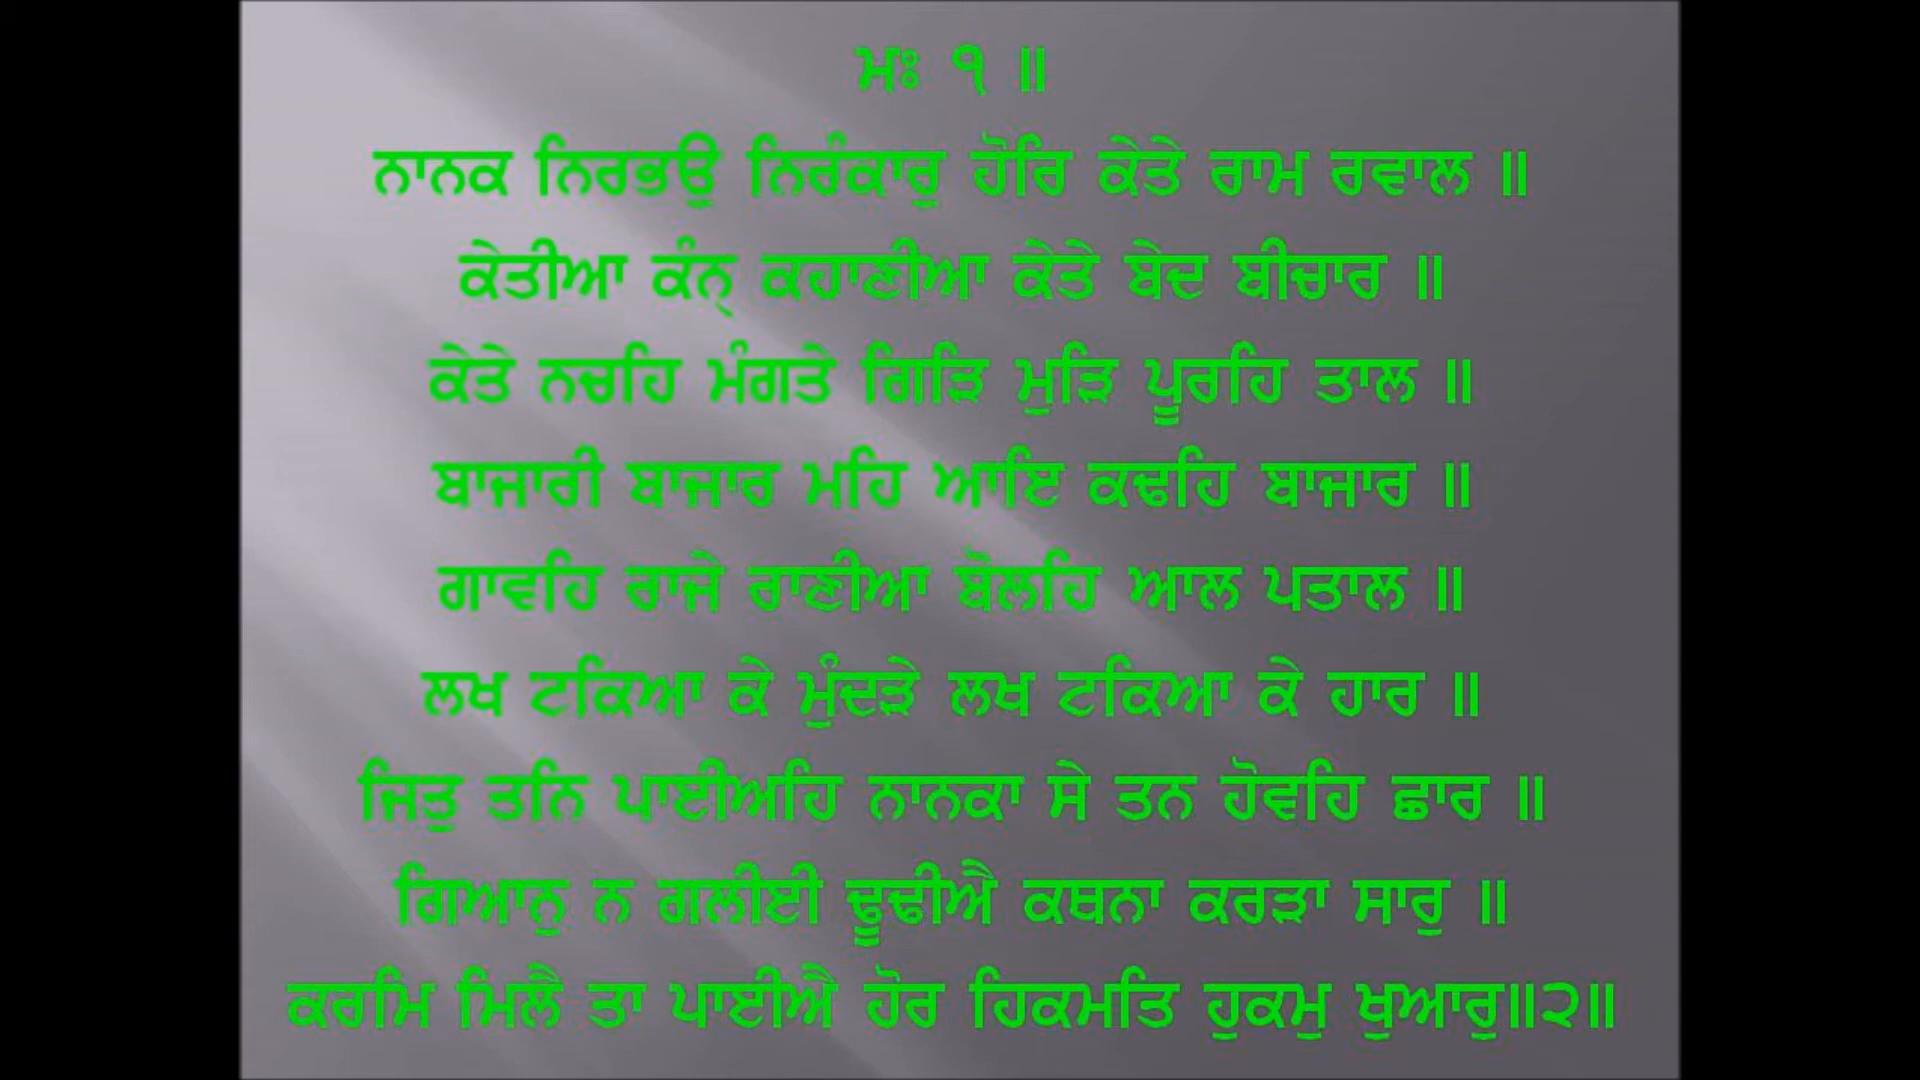 ਮਃ ੧ ॥
ਨਾਨਕ ਨਿਰਭਉ ਨਿਰੰਕਾਰੁ ਹੋਰਿ ਕੇਤੇ ਰਾਮ ਰਵਾਲ ॥
ਕੇਤੀਆ ਕੰਨ੍ ਕਹਾਣੀਆ ਕੇਤੇ ਬੇਦ ਬੀਚਾਰ ॥
ਕੇਤੇ ਨਚਹਿ ਮੰਗਤੇ ਗਿੜਿ ਮੁੜਿ ਪੂਰਹਿ ਤਾਲ ॥
ਬਾਜਾਰੀ ਬਾਜਾਰ ਮਹਿ ਆਇ ਕਢਹਿ ਬਾਜਾਰ ॥
ਗਾਵਹਿ ਰਾਜੇ ਰਾਣੀਆ ਬੋਲਹਿ ਆਲ ਪਤਾਲ ॥
ਲਖ ਟਕਿਆ ਕੇ ਮੁੰਦੜੇ ਲਖ ਟਕਿਆ ਕੇ ਹਾਰ ॥
ਜਿਤੁ ਤਨਿ ਪਾਈਅਹਿ ਨਾਨਕਾ ਸੇ ਤਨ ਹੋਵਹਿ ਛਾਰ ॥
ਗਿਆਨੁ ਨ ਗਲੀਈ ਢੂਢੀਐ ਕਥਨਾ ਕਰੜਾ ਸਾਰੁ ॥
ਕਰਮਿ ਮਿਲੈ ਤਾ ਪਾਈਐ ਹੋਰ ਹਿਕਮਤਿ ਹੁਕਮੁ ਖੁਆਰੁ॥੨॥